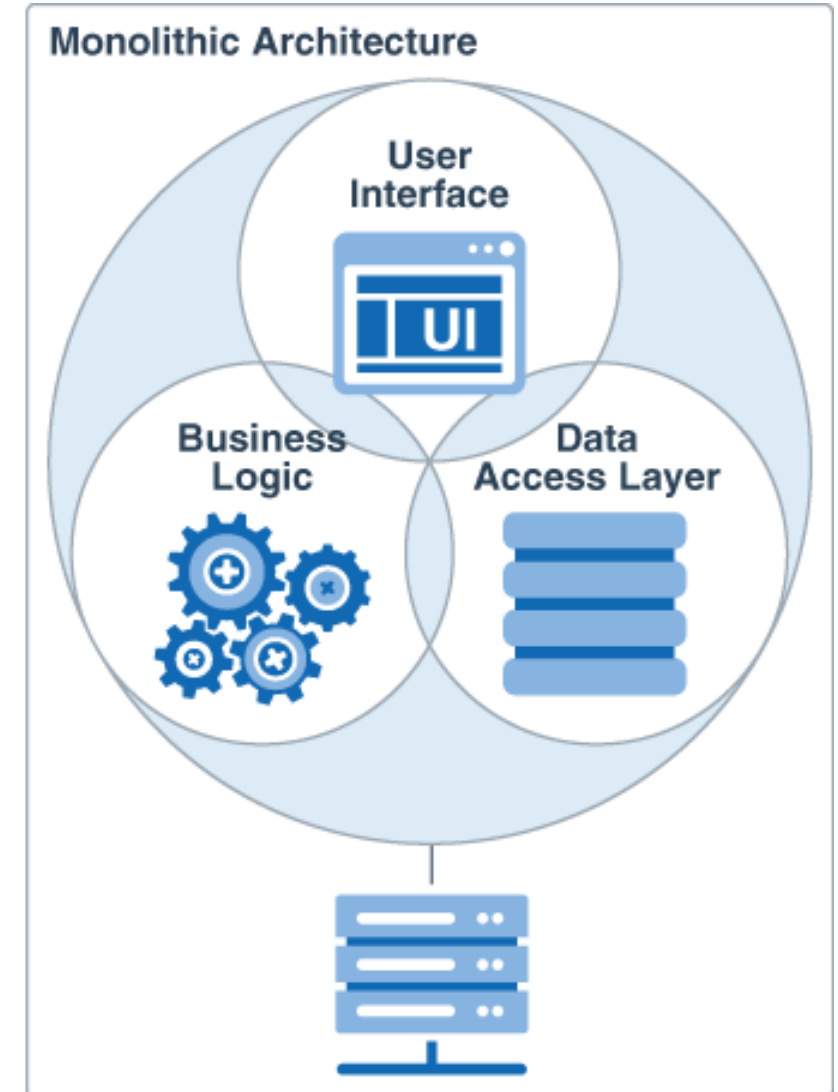 Monolithic Architecture
User
Interface
UI
Business
Logic
Data
Access Layer